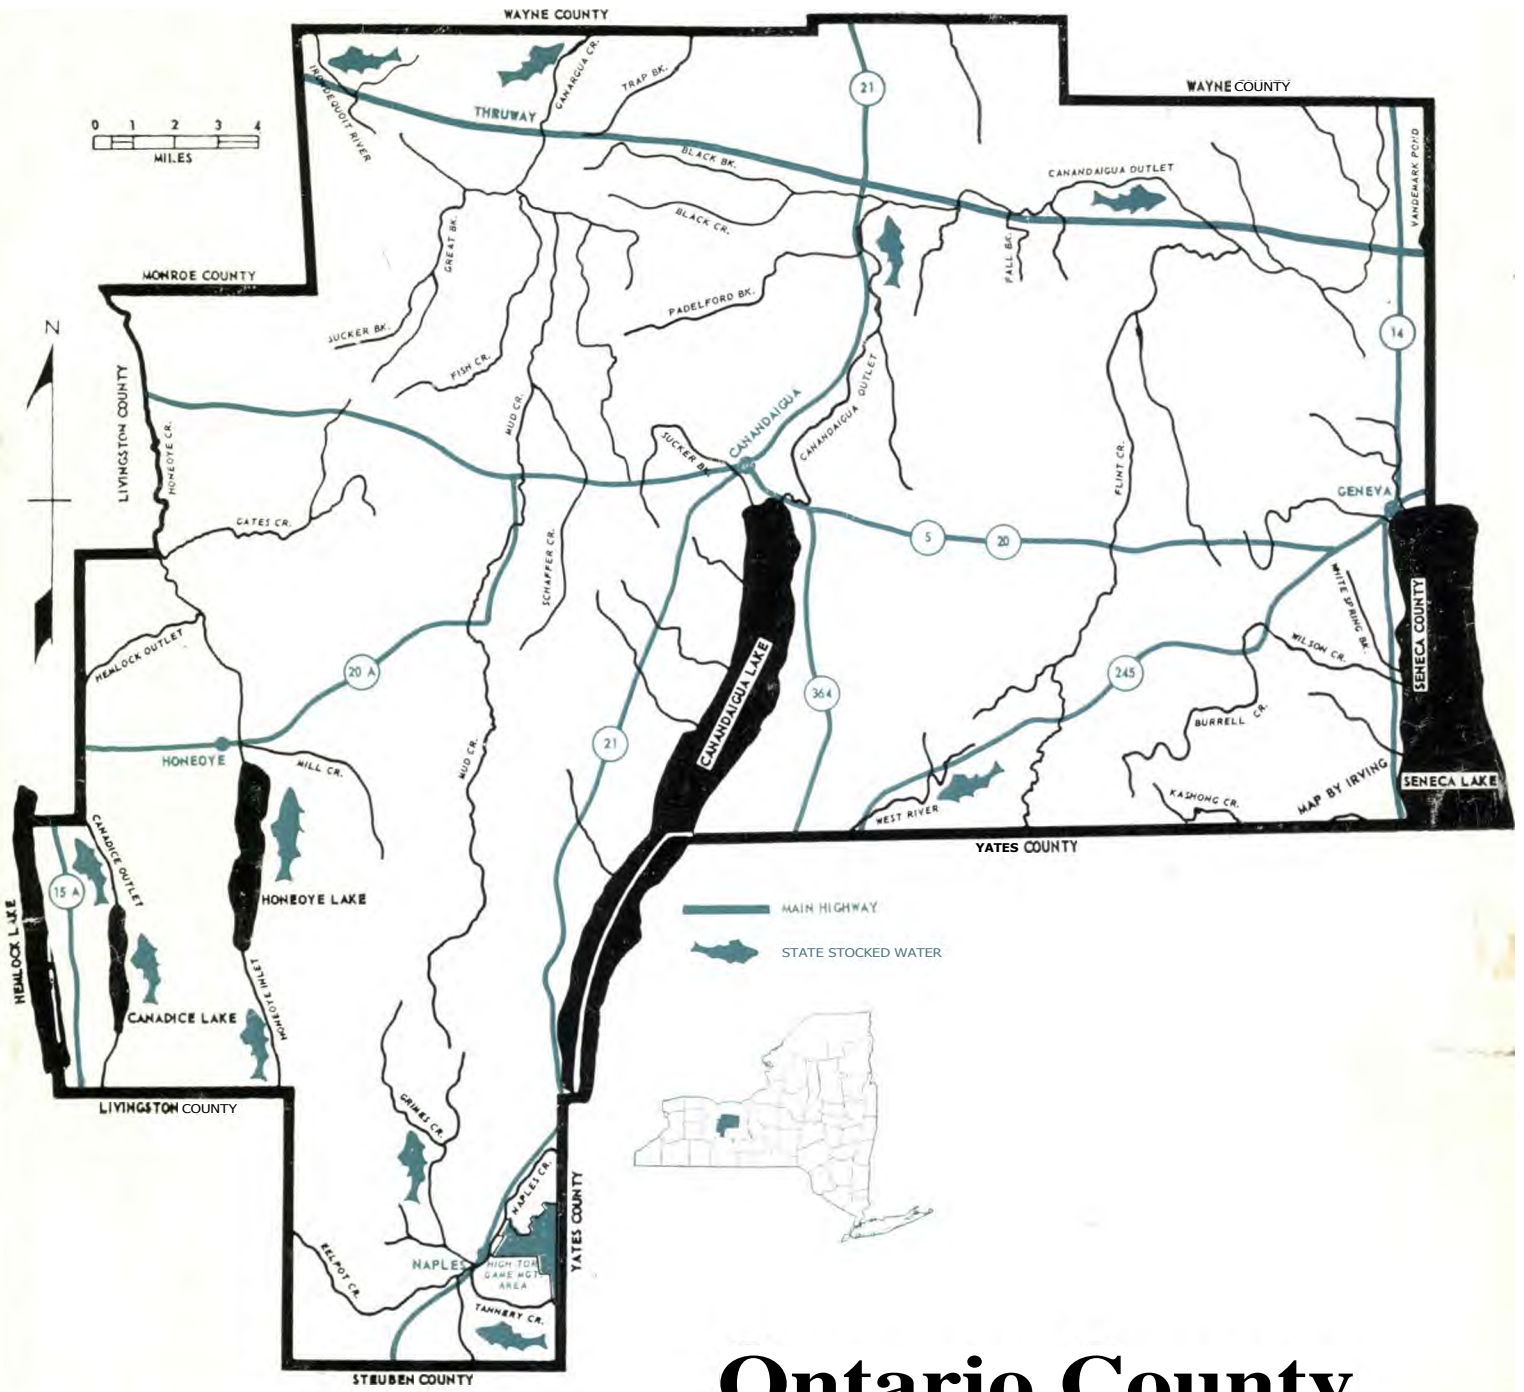 WAYNE COUNTY
WAYNE COUNTY
IRONDEQUOIT RIVER
GANARGUA CR.
TRAP BK.
21
THRUWAY
0 1 2 3 4
MILES
BLACK BK.
CANANDAIGUA OUTLET
VANDEMARK POND
GREAT BK.
BLACK CR.
FALL BK.
MONROE COUNTY
PADELFORD BK.
N
SUCKER BK.
14
FISH CR.
LIVINGSTON COUNTY
HONEOYE CR.
MUD CR.
SUCKER BK.
CANANDAIGUA
CANANDAIGUA OUTLET
FLINT CR.
GENEVA
GATES CR.
5
20
SCHAFFER CR.
WHITE SPRING BK.
SENECA COUNTY
HEMLOCK OUTLET
WILSON CR.
20 A
CANANDAIGUA LAKE
364
245
BURRELL CR.
21
HONEOYE
MILL CR.
MUD CR.
SENECA LAKE
MAP BY IRVING
KASHONG CR.
WEST RIVER
CANADICE OUTLET
YATES COUNTY
15 A
HONEOYE LAKE
MAIN HIGHWAY
HEMLOCK LAKE
STATE STOCKED WATER
HONEOYE INLET
CANADICE LAKE
LIVINGSTON COUNTY
GRIMES CR.
NAPLES CR.
YATES COUNTY
EELPOT CR.
NAPLES
HIGH TOR
GAME MGT.
AREA
TANNERY CR.
STEUBEN COUNTY
Ontario County